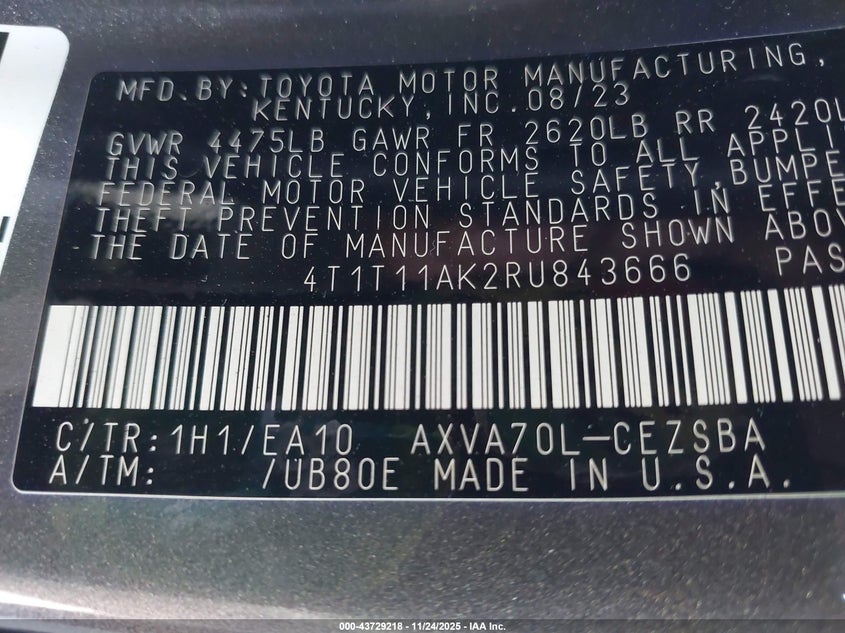 MFD. BY: TOYOTA MOTOR MANUFACTURING,
KENTUCKY, INC. 08/23
GVWR 4475LB GAWR FR 2620LB RR 2420L
THIS VEHICLE CONFORMS TO ALL APPLI
FEDERAL MOTOR VEHICLE SAFETY, BUMPE
THEFT PREVENTION STANDARDS IN EFFE
THE DATE OF MANUFACTURE SHOWN ABOV
4T1T11AK2RU843666 PAS
C/TR: 1H1/EA10 AXVA70L-CEZSBA
A/TM: /UB80E MADE IN U.S.A.
000-43729218 - 11/24/2025 - IAA Inc.